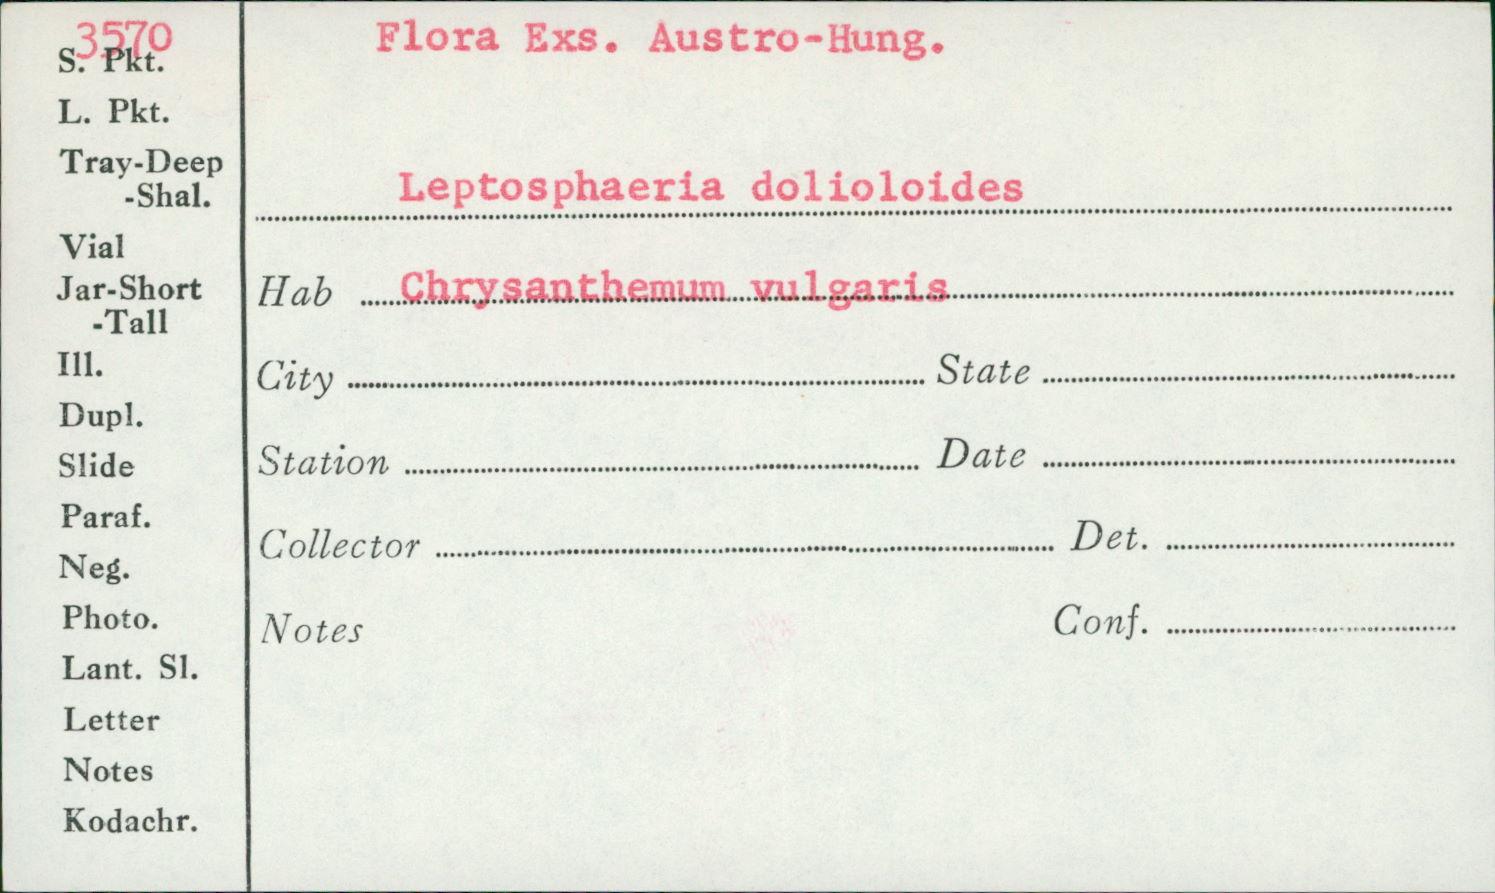 3570
Flora Exs. Austro-Hung.
S. Pkt.
L. Pkt.
Tray-Deep
-Shal.
Vial
Jar-Short
-Tall
Ill.
Dupl.
Slide
Paraf.
Neg.
Photo.
Lant. Sl.
Letter
Notes
Kodachr.
Leptosphaeria dolioloides
Hab Chrysanthemum vulgaris
City State
Station Date
Collector Det.
Notes Conf.